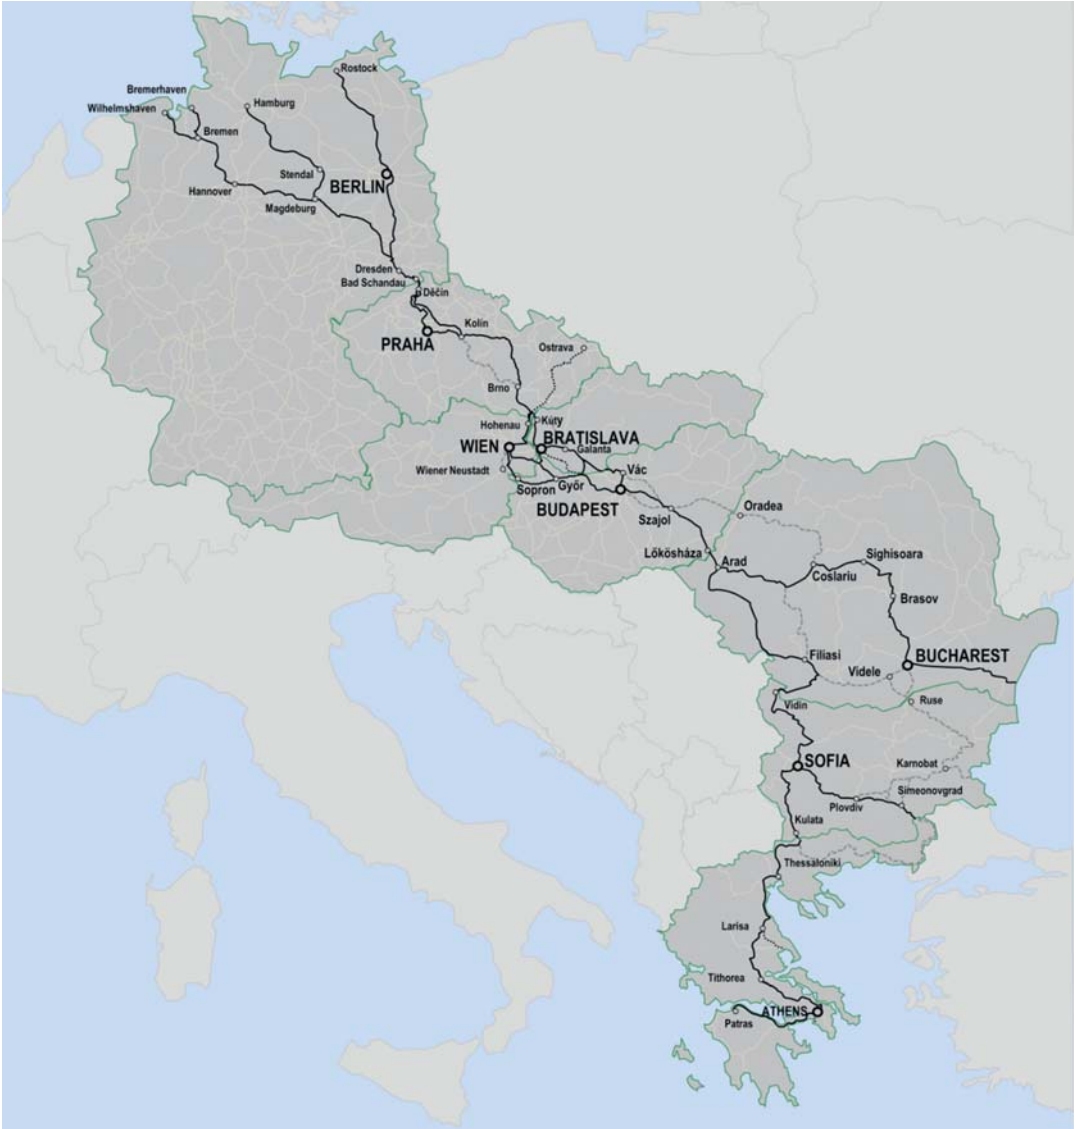 Rostock
Bremerhaven
Hamburg
Wilhelmshaven
Bremen
Stendal
BERLIN
Hannover
Magdeburg
Dresden
Bad Schandau
Děčín
Kolín
PRAHA
Ostrava
Brno
Kúty
Hohenau
BRATISLAVA
WIEN
Galanta
Wiener Neustadt
Vác
Sopron
Győr
BUDAPEST
Oradea
Szajol
Lőkösháza
Arad
Sighisoara
Coslariu
Brasov
Filiasi
BUCHAREST
Videle
Vidin
Ruse
SOFIA
Karnobat
Simeonovgrad
Plovdiv
Kulata
Thessaloniki
Larisa
Tithorea
ATHENS
Patras